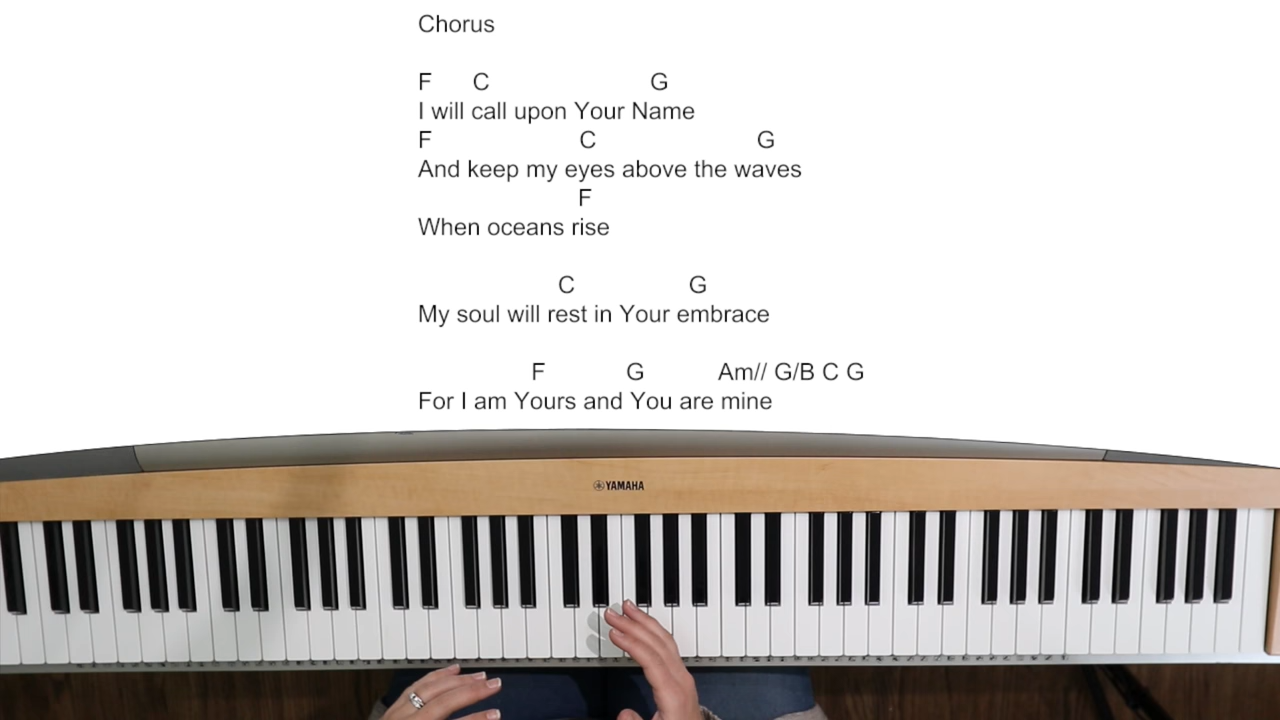 Chorus
F C G
I will call upon Your Name
F C G
And keep my eyes above the waves
F
When oceans rise
C G
My soul will rest in Your embrace
F G Am// G/B C G
For I am Yours and You are mine
YAMAHA